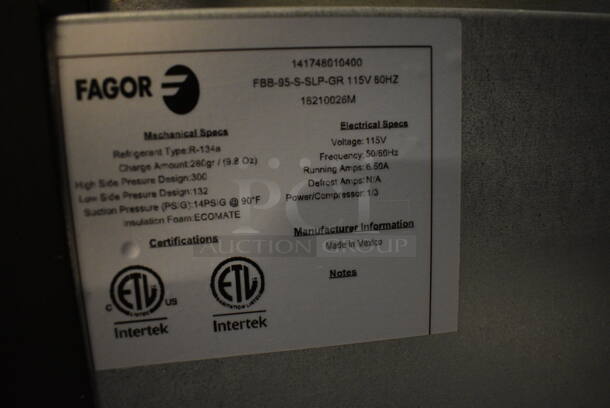 FAGOR
141748010400
FBB-95-S-SLP-GR 115V 60HZ
16210026M
Mechanical Specs
Refrigerant Type:R-134a
Charge Amount:280gr / (9.8 Oz)
High Side Presure Design:300
Low Side Presure Design:132
Suction Pressure (PSIG):14PSIG @ 90°F
Insulation Foam:ECOMATE
Electrical Specs
Voltage: 115V
Frequency: 50/60Hz
Running Amps: 6.50A
Defrost Amps: N/A
Power/Compressor: 1/3
Certifications
Manufacturer Information
Made in Mexico
Notes
C ETL US
Intertek
ETL
Intertek
PCI
AUCTION GROUP